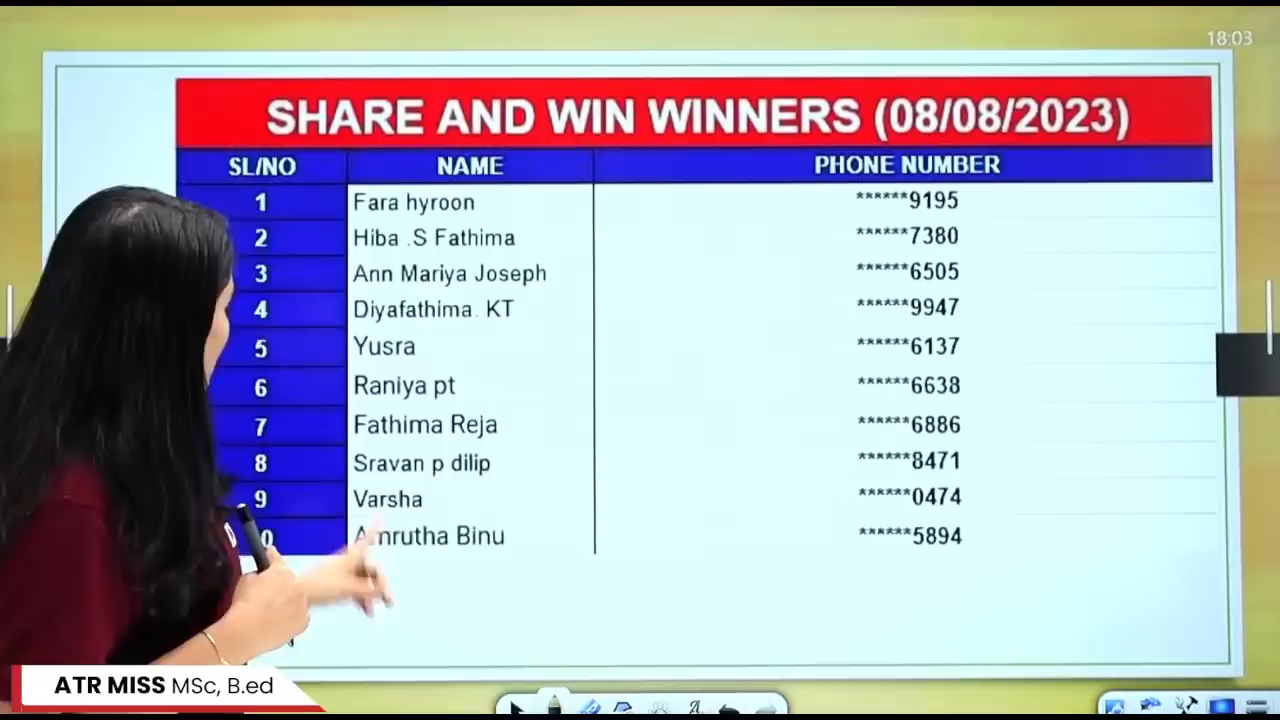 18:03
SHARE AND WIN WINNERS (08/08/2023)
SL/NO NAME PHONE NUMBER
1 Fara hyroon ******9195
2 Hiba .S Fathima ******7380
3 Ann Mariya Joseph ******6505
4 Diyafathima. KT ******9947
5 Yusra ******6137
6 Raniya pt ******6638
7 Fathima Reja ******6886
8 Sravan p dilip ******8471
9 Varsha ******0474
0 Amrutha Binu ******5894
ATR MISS MSc, B.ed